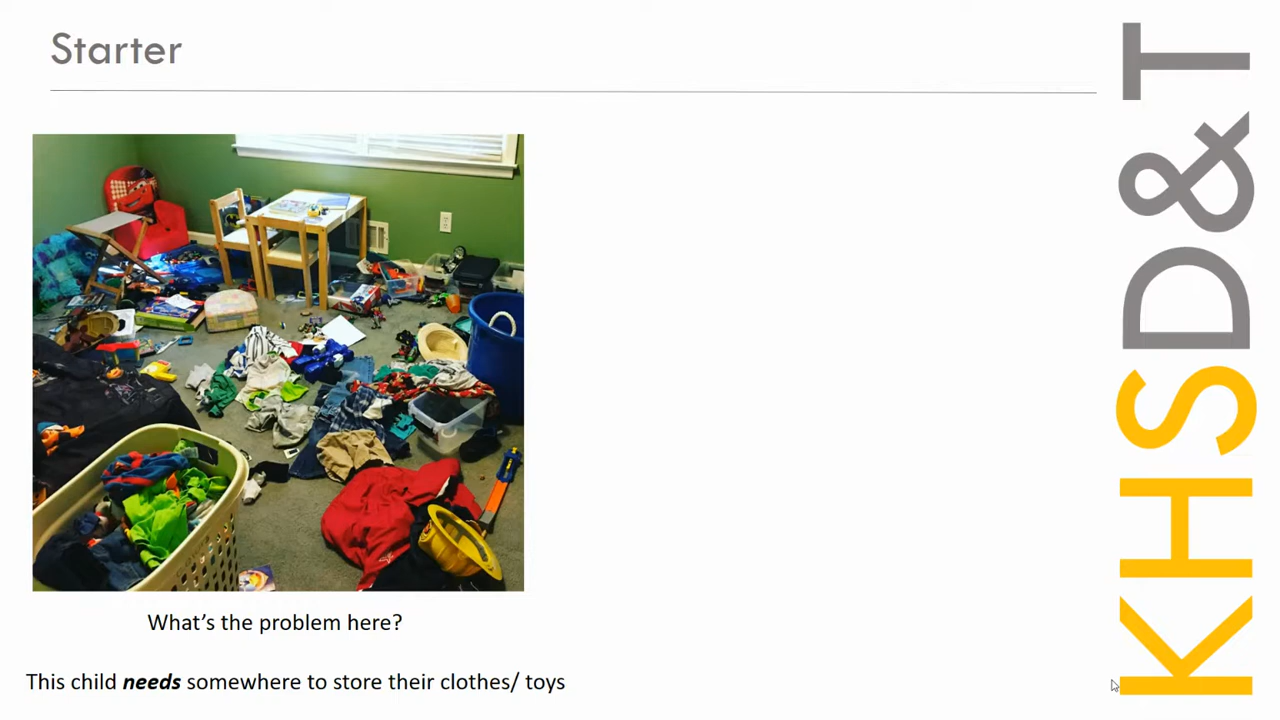 Starter
What's the problem here?
This child needs somewhere to store their clothes/ toys
KHSD&T